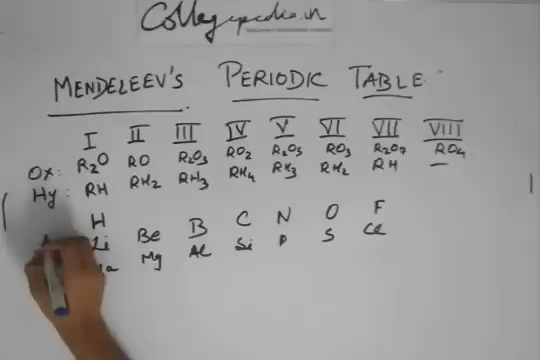 Collegepedia.in
MENDELEEV'S PERIODIC TABLE
I II III IV V VI VII VIII
Ox: R₂O RO R₂O₃ RO₂ R₂O₅ RO₃ R₂O₇ RO₄
Hy: RH RH₂ RH₃ RH₄ RH₃ RH₂ RH —
H
Li Be B C N O F
Mg Al Si P S Cl